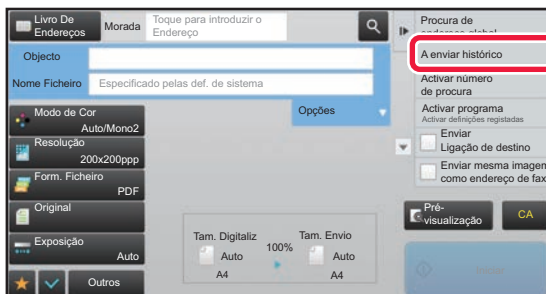 Livro De
Endereços
Morada
Toque para introduzir o
Endereço
Objecto
Nome Ficheiro
Especificado pelas def. de sistema
Modo de Cor
Auto/Mono2
Resolução
200x200ppp
Form. Ficheiro
PDF
Original
Exposição
Auto
Outros
Opções
Tam. Digitaliz
Auto
A4
100%
Tam. Envio
Auto
A4
Procura de
A enviar histórico
Activar número
de procura
Activar programa
Activar definições registadas
Enviar
Ligação de destino
Enviar mesma imagem
como endereço de fax
Pré-
visualização
CA